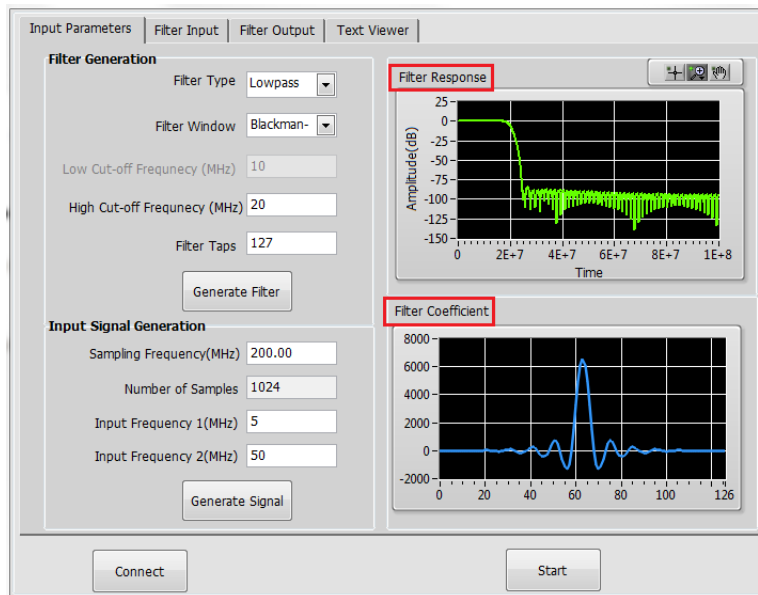 Input Parameters
Filter Input
Filter Output
Text Viewer
Filter Generation
Filter Type Lowpass
Filter Window Blackman-
Low Cut-off Frequnecy (MHz) 10
High Cut-off Frequnecy (MHz) 20
Filter Taps 127
Generate Filter
Input Signal Generation
Sampling Frequency(MHz) 200.00
Number of Samples 1024
Input Frequency 1(MHz) 5
Input Frequency 2(MHz) 50
Generate Signal
Filter Response
Amplitude(dB)
25
0
-25
-50
-75
-100
-125
-150
0 2E+7 4E+7 6E+7 8E+7 1E+8
Time
Filter Coefficient
8000
6000
4000
2000
0
-2000
0 20 40 60 80 100 126
Connect
Start